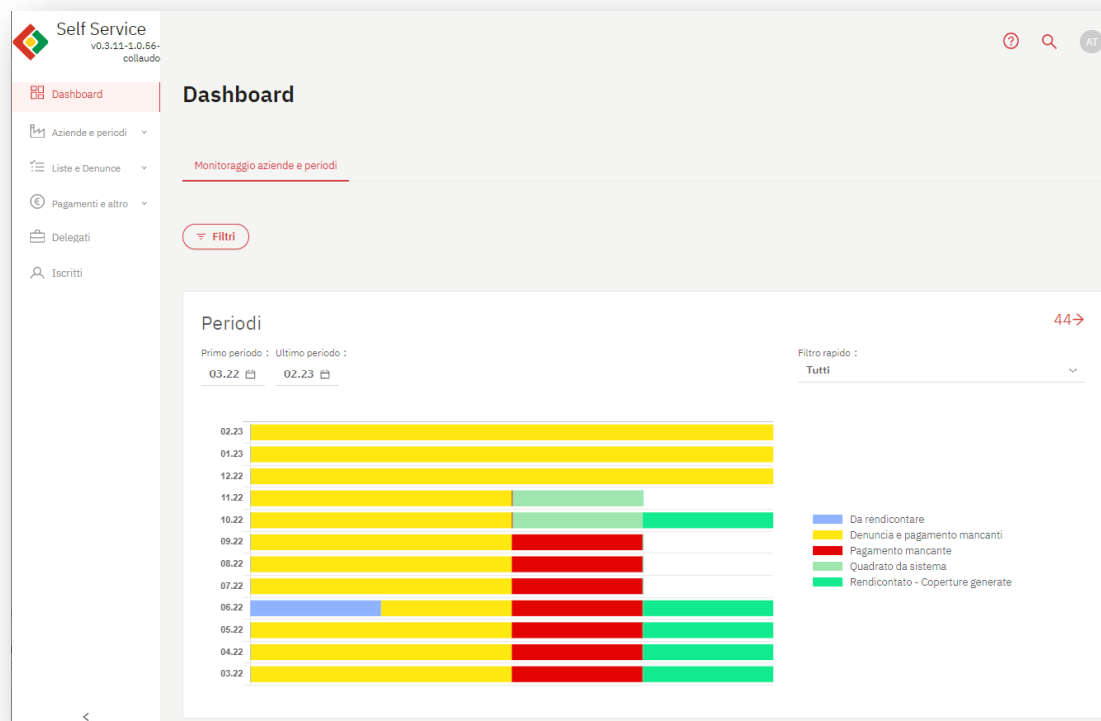 Self Service
v0.3.11-1.0.56-
collaudo
AT
Dashboard
Aziende e periodi
Liste e Denunce
Pagamenti e altro
Delegati
Iscritti
Dashboard
Monitoraggio aziende e periodi
Filtri
Periodi
44
Primo periodo : Ultimo periodo :
03.22 02.23
Filtro rapido :
Tutti
02.23
01.23
12.22
11.22
10.22
09.22
08.22
07.22
06.22
05.22
04.22
03.22
Da rendicontare
Denuncia e pagamento mancanti
Pagamento mancante
Quadrato da sistema
Rendicontato - Coperture generate